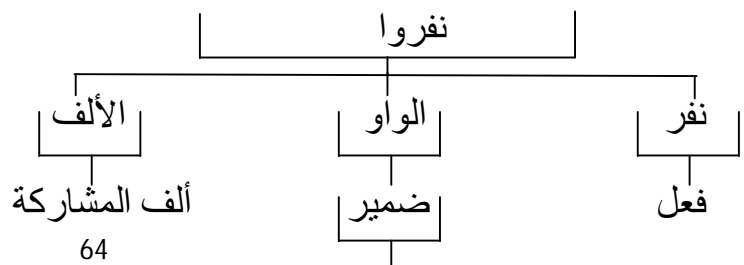 نفروا
نفر الواو الألف
فعل ضمير ألف المشاركة
64